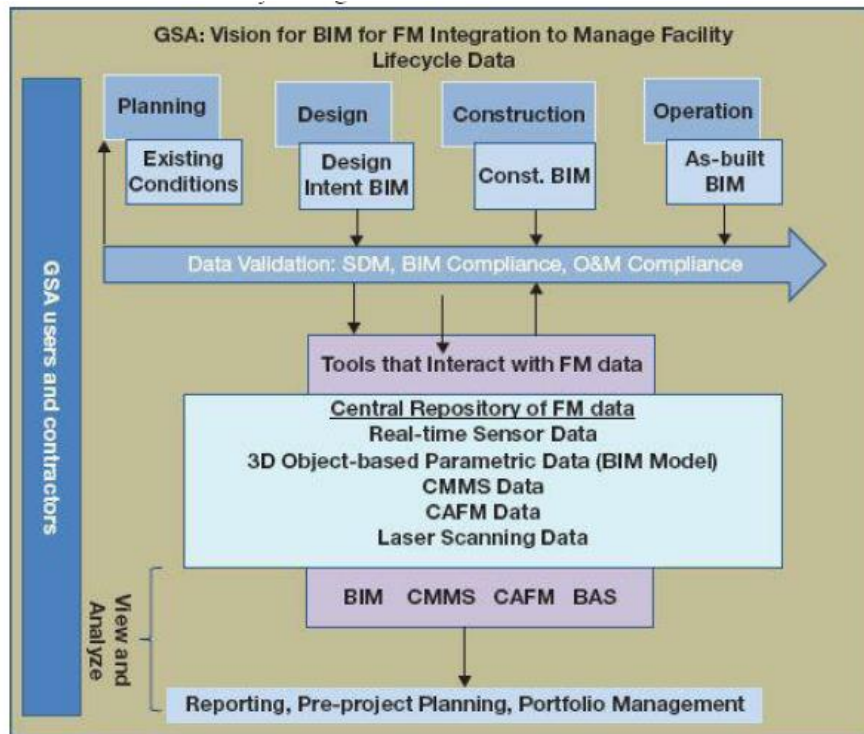 GSA: Vision for BIM for FM Integration to Manage Facility
Lifecycle Data
Planning
Existing
Conditions
Design
Design
Intent BIM
Construction
Const. BIM
Operation
As-built
BIM
Data Validation: SDM, BIM Compliance, O&M Compliance
GSA users and contractors
Tools that Interact with FM data
Central Repository of FM data
Real-time Sensor Data
3D Object-based Parametric Data (BIM Model)
CMMS Data
CAFM Data
Laser Scanning Data
View and
Analyze
BIM CMMS CAFM BAS
Reporting, Pre-project Planning, Portfolio Management